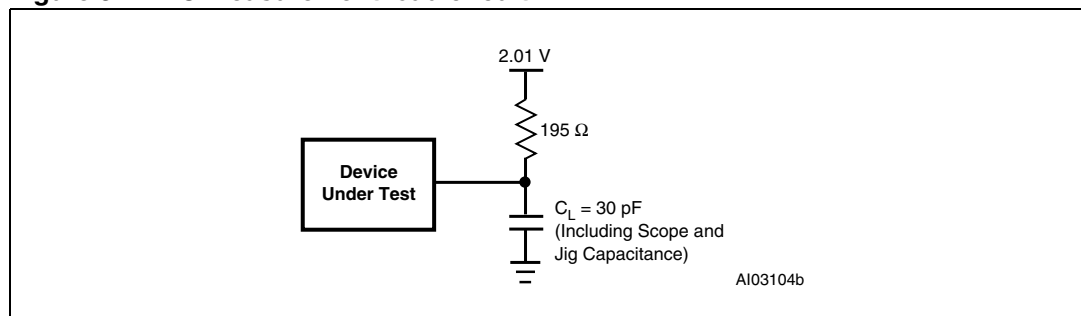 2.01 V
195 Ω
Device
Under Test
C_L = 30 pF
(Including Scope and
Jig Capacitance)
AI03104b